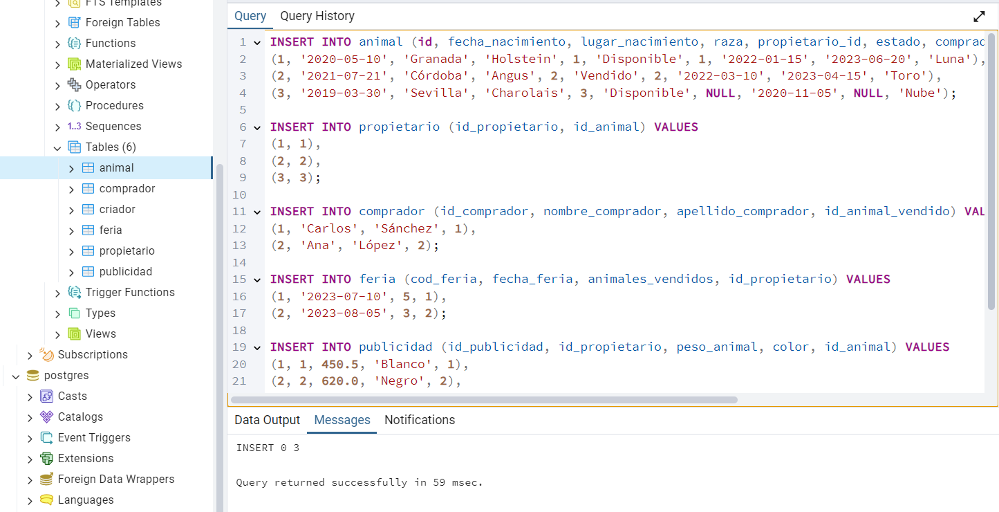 FTS Templates
Foreign Tables
Functions
Materialized Views
Operators
Procedures
1..3 Sequences
Tables (6)
animal
comprador
criador
feria
propietario
publicidad
Trigger Functions
Types
Views
Subscriptions
postgres
Casts
Catalogs
Event Triggers
Extensions
Foreign Data Wrappers
Languages
Query Query History
1 INSERT INTO animal (id, fecha_nacimiento, lugar_nacimiento, raza, propietario_id, estado, comprad
2 (1, '2020-05-10', 'Granada', 'Holstein', 1, 'Disponible', 1, '2022-01-15', '2023-06-20', 'Luna'),
3 (2, '2021-07-21', 'Córdoba', 'Angus', 2, 'Vendido', 2, '2022-03-10', '2023-04-15', 'Toro'),
4 (3, '2019-03-30', 'Sevilla', 'Charolais', 3, 'Disponible', NULL, '2020-11-05', NULL, 'Nube');
5
6 INSERT INTO propietario (id_propietario, id_animal) VALUES
7 (1, 1),
8 (2, 2),
9 (3, 3);
10
11 INSERT INTO comprador (id_comprador, nombre_comprador, apellido_comprador, id_animal_vendido) VAL
12 (1, 'Carlos', 'Sánchez', 1),
13 (2, 'Ana', 'López', 2);
14
15 INSERT INTO feria (cod_feria, fecha_feria, animales_vendidos, id_propietario) VALUES
16 (1, '2023-07-10', 5, 1),
17 (2, '2023-08-05', 3, 2);
18
19 INSERT INTO publicidad (id_publicidad, id_propietario, peso_animal, color, id_animal) VALUES
20 (1, 1, 450.5, 'Blanco', 1),
21 (2, 2, 620.0, 'Negro', 2),
Data Output Messages Notifications
INSERT 0 3
Query returned successfully in 59 msec.